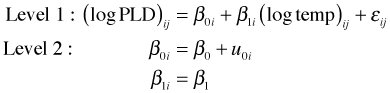 Level 1 : (log PLD)ij = β0i + β1i (log temp)ij + εij
Level 2 : β0i = β0 + u0i
β1i = β1